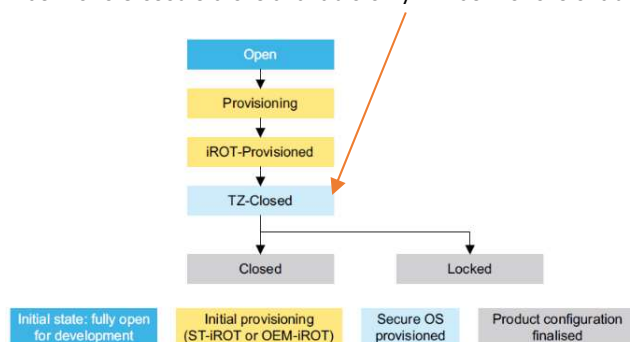 Open
Provisioning
iROT-Provisioned
TZ-Closed
Closed
Locked
Initial state: fully open
for development
Initial provisioning
(ST-iROT or OEM-iROT)
Secure OS
provisioned
Product configuration
finalised